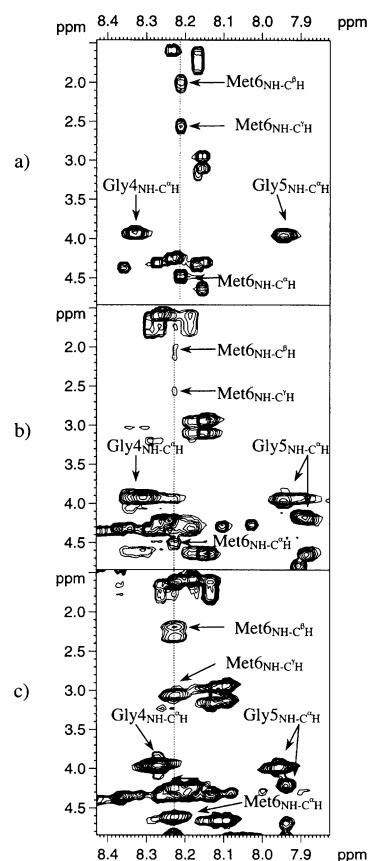 ppm 8.3 8.2 8.1 8.0 7.9 ppm
a)
2.0
2.5
3.0
3.5
4.0
4.5
Met6NH-CβH
Met6NH-CγH
Gly4NH-CαH Gly5NH-CαH
Met6NH-CαH
ppm
b)
2.0
2.5
3.0
3.5
4.0
4.5
Met6NH-CβH
Met6NH-CγH
Gly4NH-CαH Gly5NH-CαH
Met6NH-CαH
ppm
c)
2.0
2.5
3.0
3.5
4.0
4.5
Met6NH-CβH
Met6NH-CγH
Gly4NH-CαH Gly5NH-CαH
Met6NH-CαH
8.3 8.2 8.1 8.0 7.9 ppm